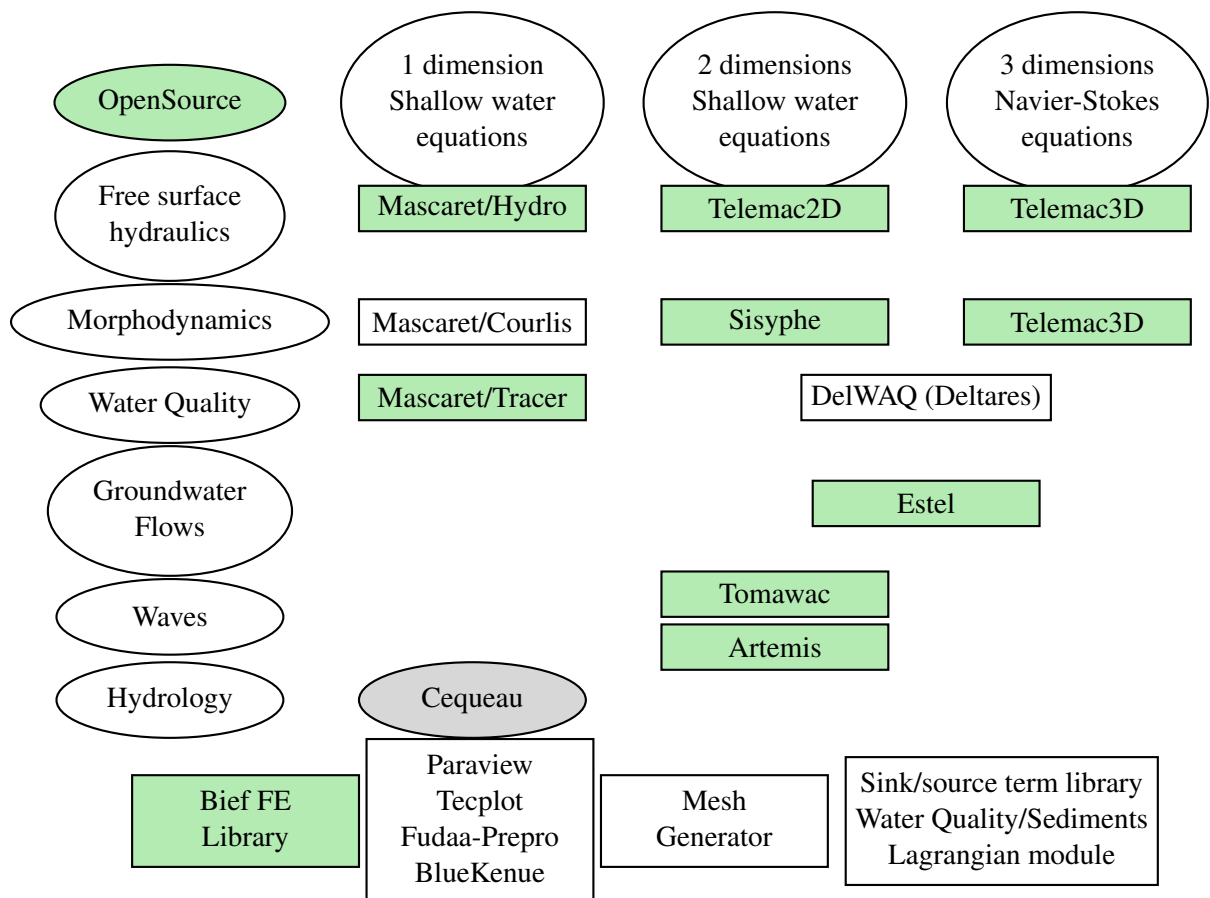 OpenSource
1 dimension
Shallow water
equations
2 dimensions
Shallow water
equations
3 dimensions
Navier-Stokes
equations
Free surface
hydraulics
Mascaret/Hydro
Telemac2D
Telemac3D
Morphodynamics
Mascaret/Courlis
Sisyphe
Telemac3D
Water Quality
Mascaret/Tracer
DelWAQ (Deltares)
Groundwater
Flows
Estel
Waves
Tomawac
Artemis
Hydrology
Cequeau
Bief FE
Library
Paraview
Tecplot
Fudaa-Prepro
BlueKenue
Mesh
Generator
Sink/source term library
Water Quality/Sediments
Lagrangian module